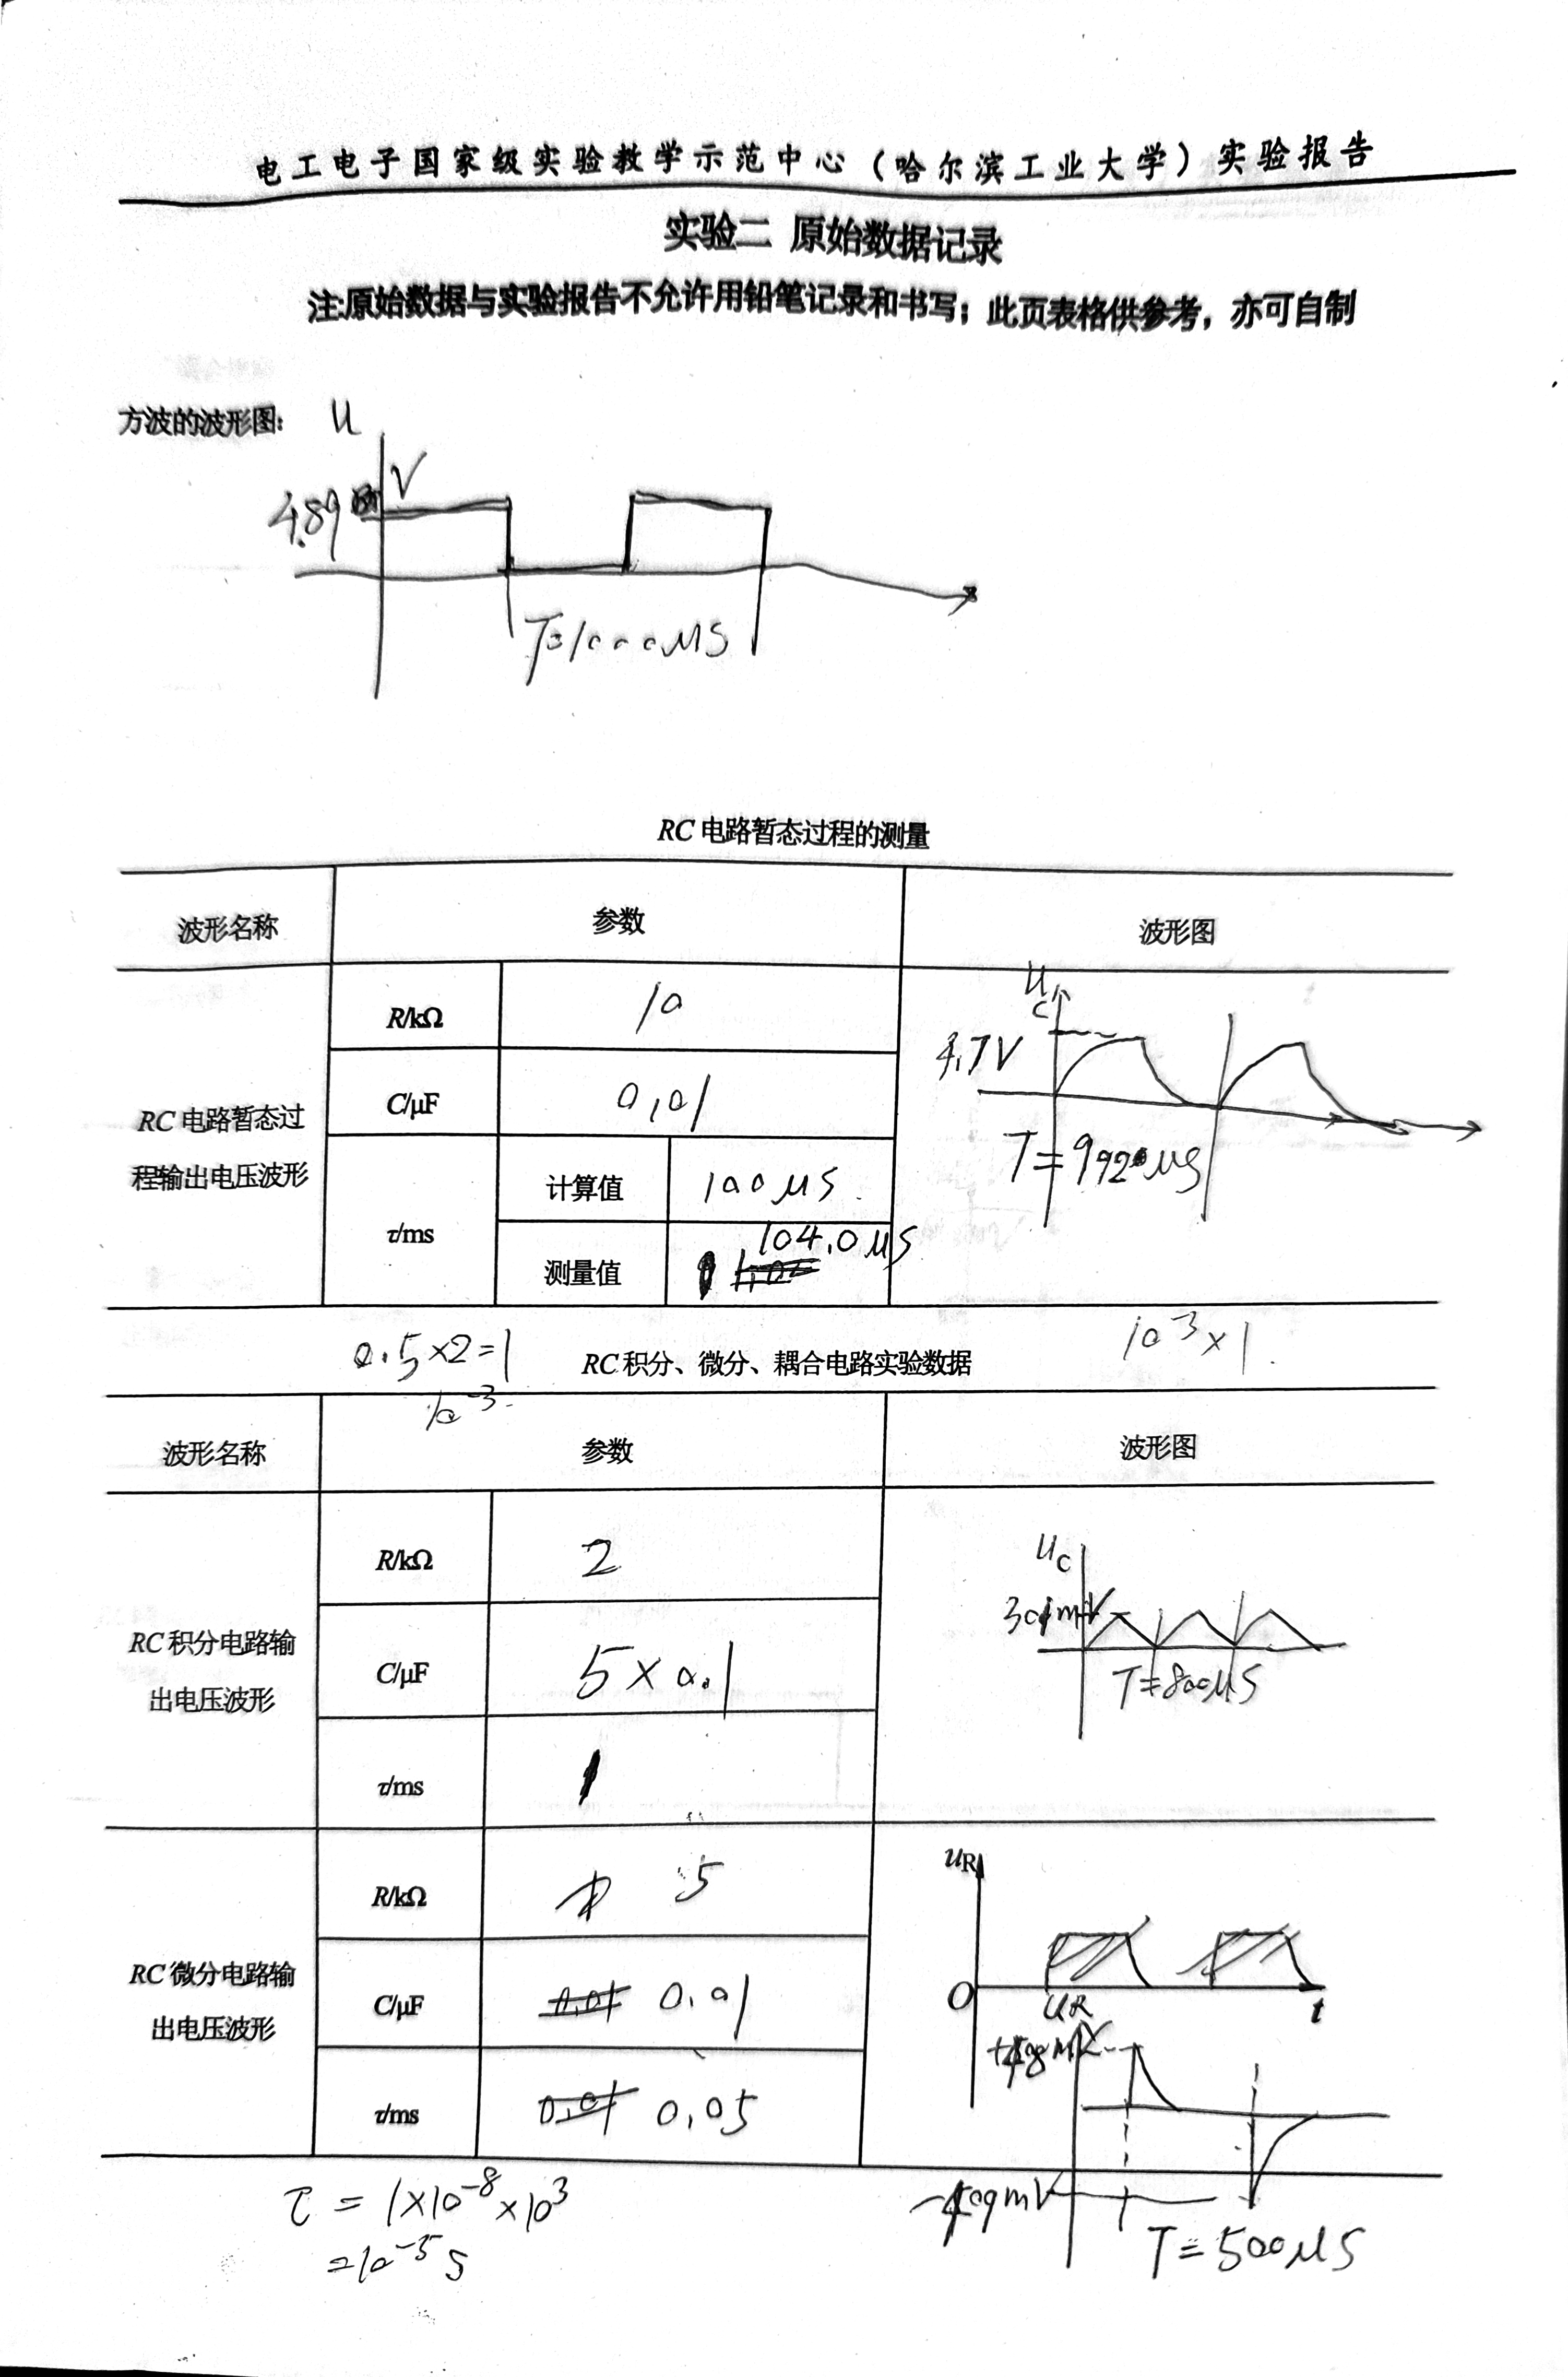 电工电子国家级实验教学示范中心（哈尔滨工业大学）实验报告
实验二 原始数据记录
注:原始数据与实验报告不允许用铅笔记录和书写；此页表格供参考，亦可自制
方波的波形图: U
4.89 V
T=1000μS
RC 电路暂态过程的测量
波形名称 参数 波形图
RC 电路暂态过程输出电压波形
R/kΩ 10
C/μF 0.01
τ/ms
计算值 100μS
测量值 104.0μS
Uc
4.7V
T=992μS
0.5×2=1
10⁻³
10⁻³×1
RC 积分、微分、耦合电路实验数据
波形名称 参数 波形图
RC 积分电路输出电压波形
R/kΩ 2
C/μF 5×0.1
τ/ms 1
Uc
T=800μS
RC 微分电路输出电压波形
R/kΩ 5
C/μF 0.01
τ/ms 0.05
uR
O
t
UR
T=500μS
τ=1×10⁻⁸×10³
=10⁻⁵S